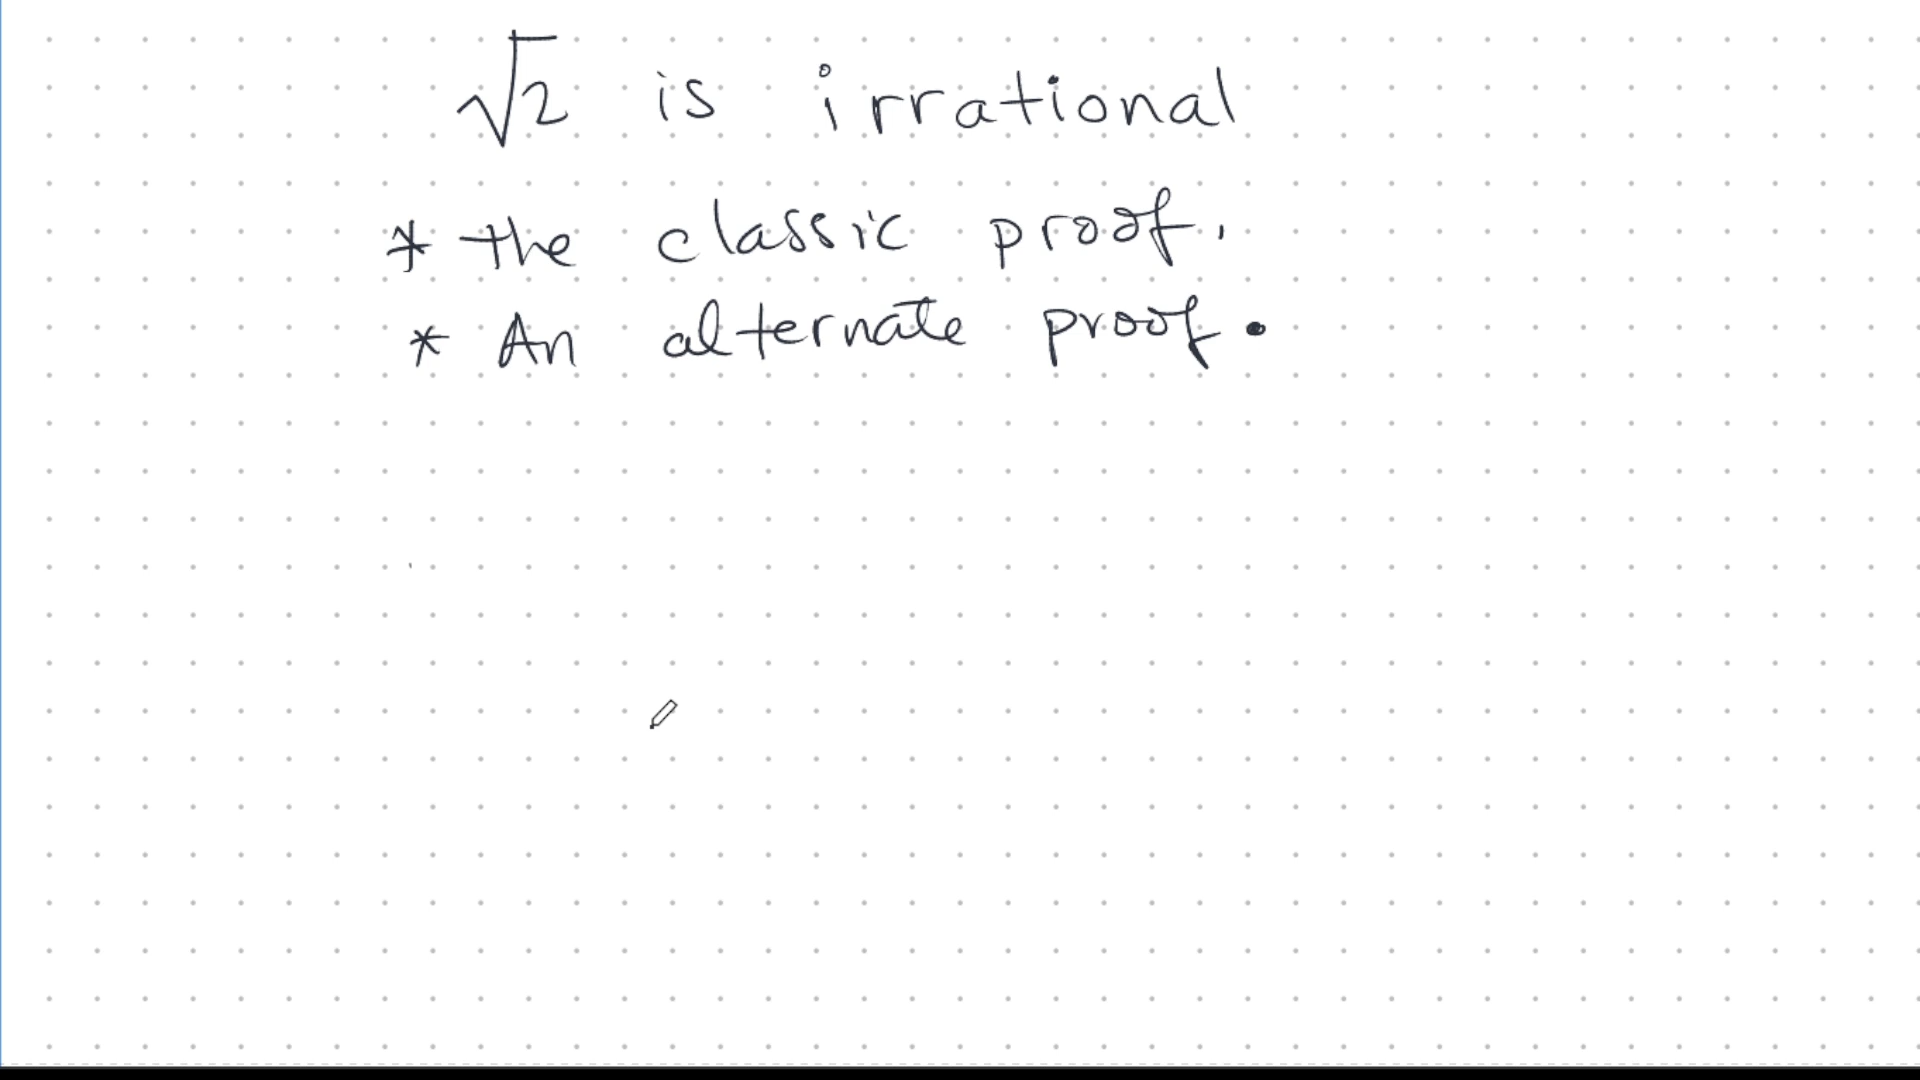 √2 is irrational
* the classic proof.
* An alternate proof.